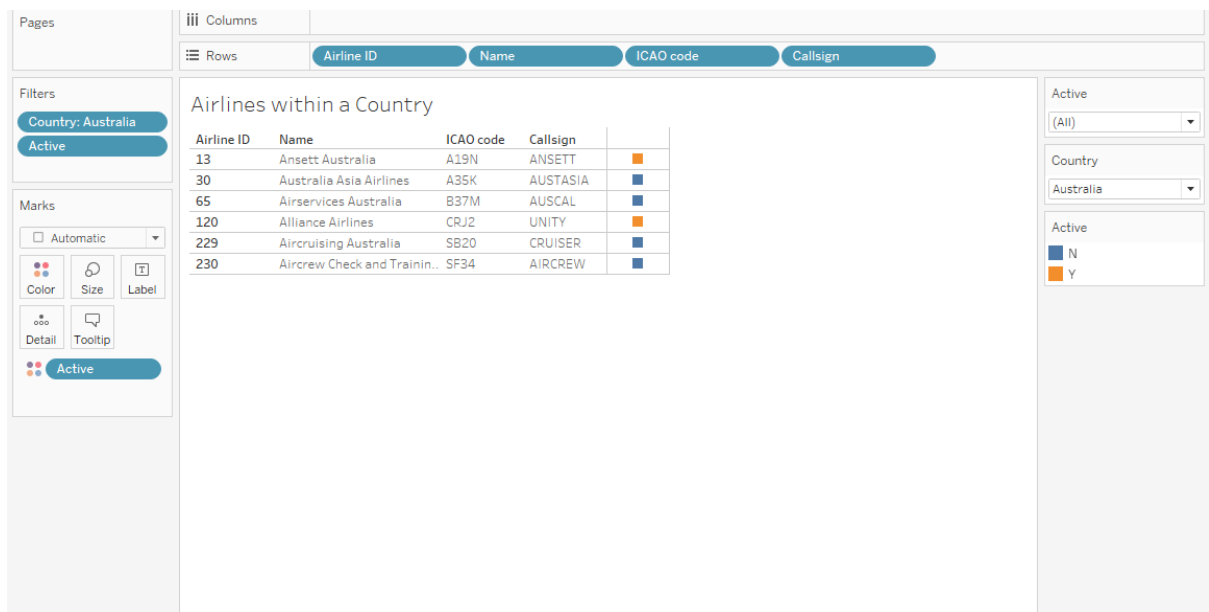 Pages
iii Columns
Rows Airline ID Name ICAO code Callsign
Filters
Country: Australia
Active
Marks
Automatic
Color Size Label
Detail Tooltip
Active
Airlines within a Country
Airline ID Name ICAO code Callsign
13 Ansett Australia A19N ANSETT
30 Australia Asia Airlines A35K AUSTASIA
65 Airservices Australia B37M AUSCAL
120 Alliance Airlines CRJ2 UNITY
229 Aircruising Australia SB20 CRUISER
230 Aircrew Check and Trainin.. SF34 AIRCREW
Active
(All)
Country
Australia
Active
N
Y